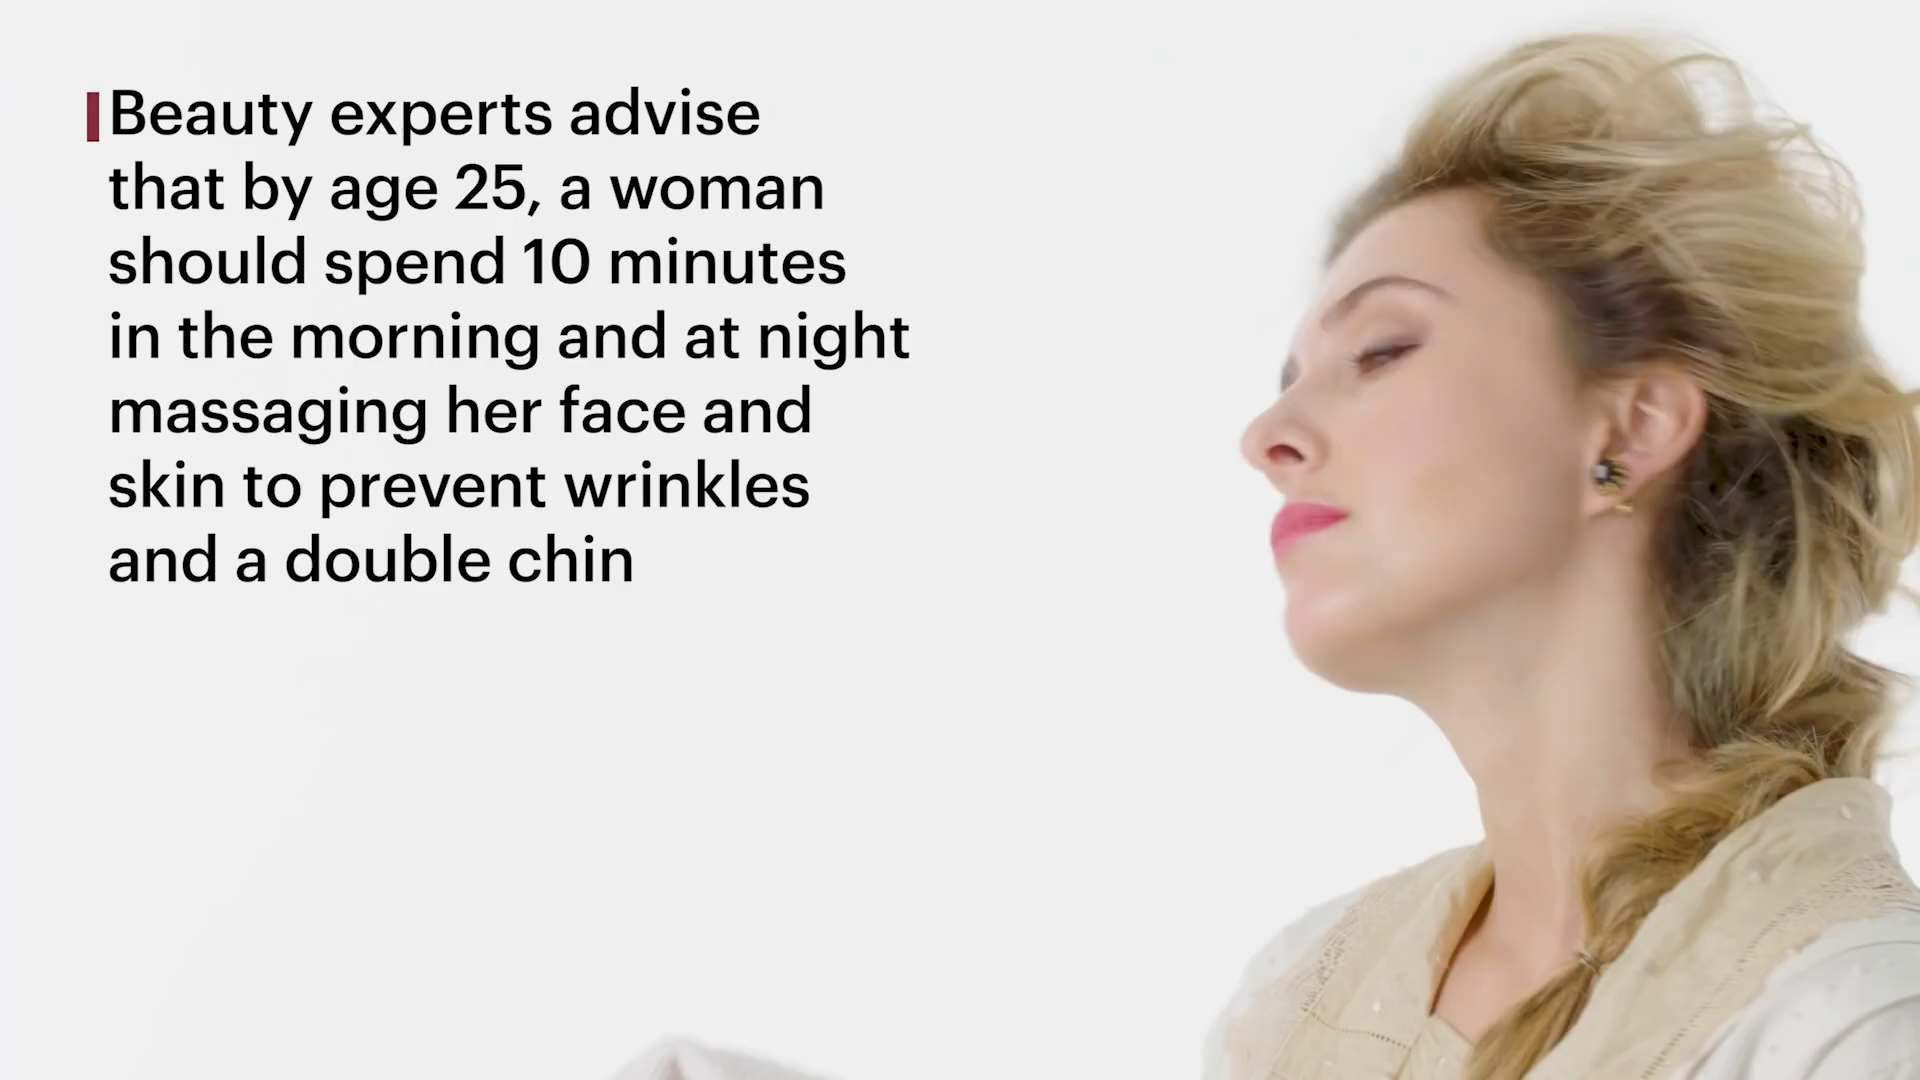 Beauty experts advise
that by age 25, a woman
should spend 10 minutes
in the morning and at night
massaging her face and
skin to prevent wrinkles
and a double chin